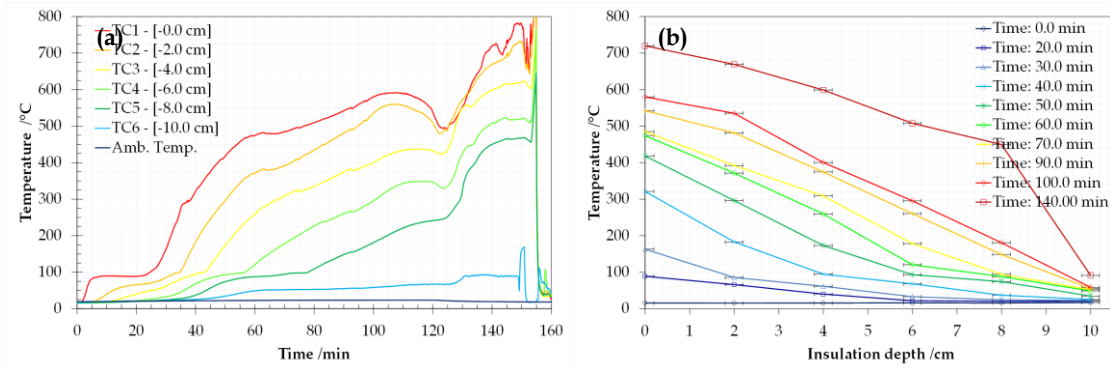 (a)
TC1 - [-0.0 cm]
TC2 - [-2.0 cm]
TC3 - [-4.0 cm]
TC4 - [-6.0 cm]
TC5 - [-8.0 cm]
TC6 - [-10.0 cm]
Amb. Temp.
Temperature /°C
800
700
600
500
400
300
200
100
0
0 20 40 60 80 100 120 140 160
Time /min
(b)
Time: 0.0 min
Time: 20.0 min
Time: 30.0 min
Time: 40.0 min
Time: 50.0 min
Time: 60.0 min
Time: 70.0 min
Time: 90.0 min
Time: 100.0 min
Time: 140.00 min
Temperature /°C
800
700
600
500
400
300
200
100
0
0 2 4 6 8 10
Insulation depth /cm